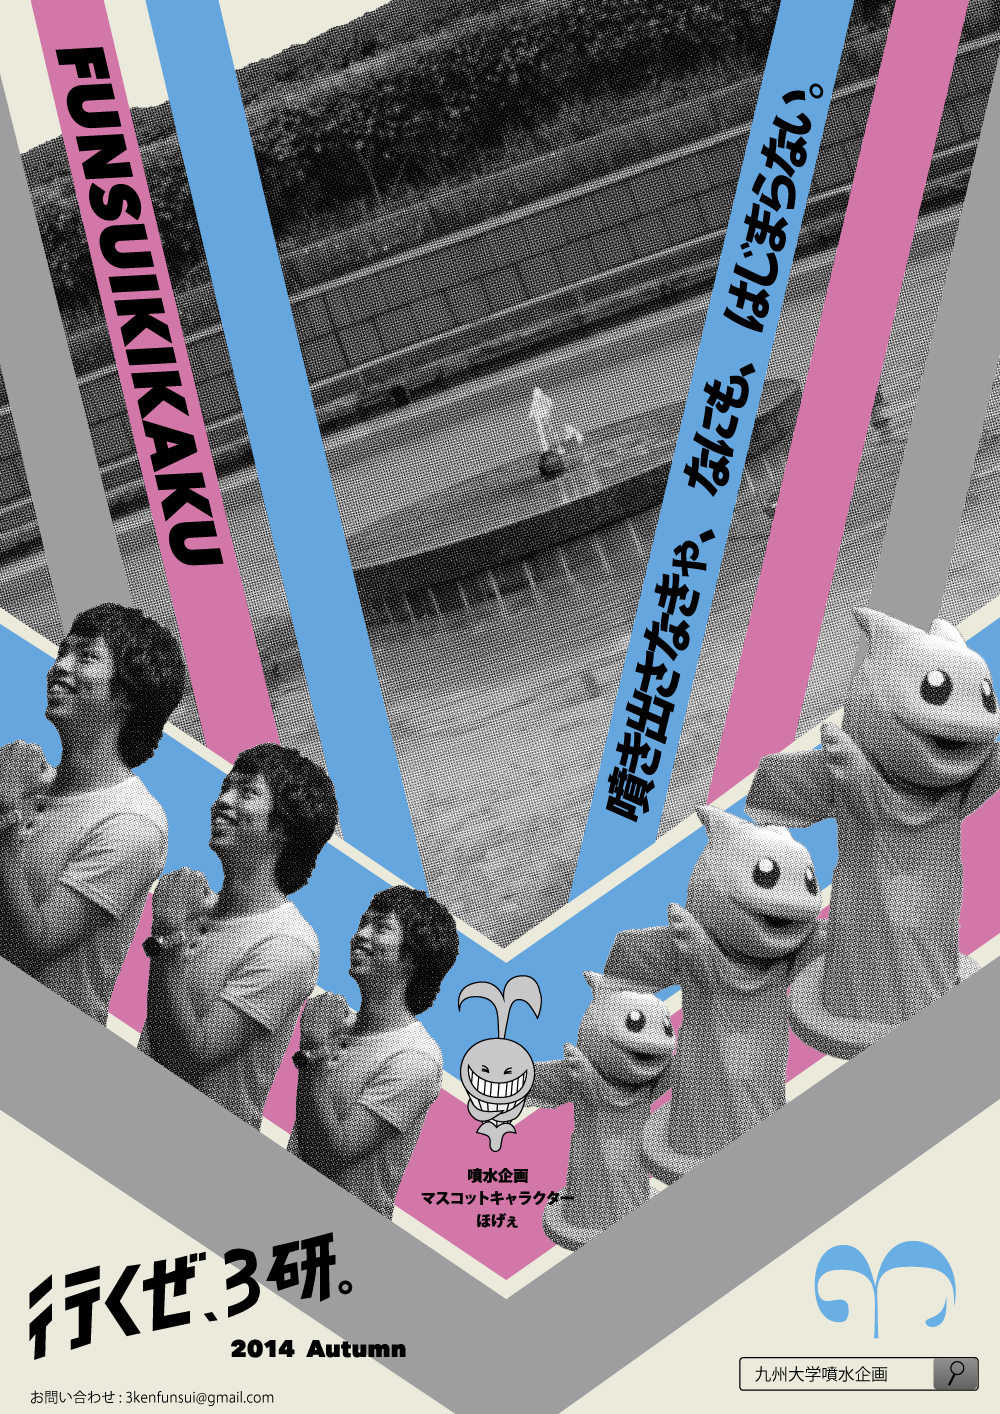 FUNSUIKIKAKU
噴き出さなきゃ、なにも、はじまらない。
噴水企画
マスコットキャラクター
ほげぇ
行くぜ、3研。
2014 Autumn
九州大学噴水企画
お問い合わせ : 3kenfunsui@gmail.com